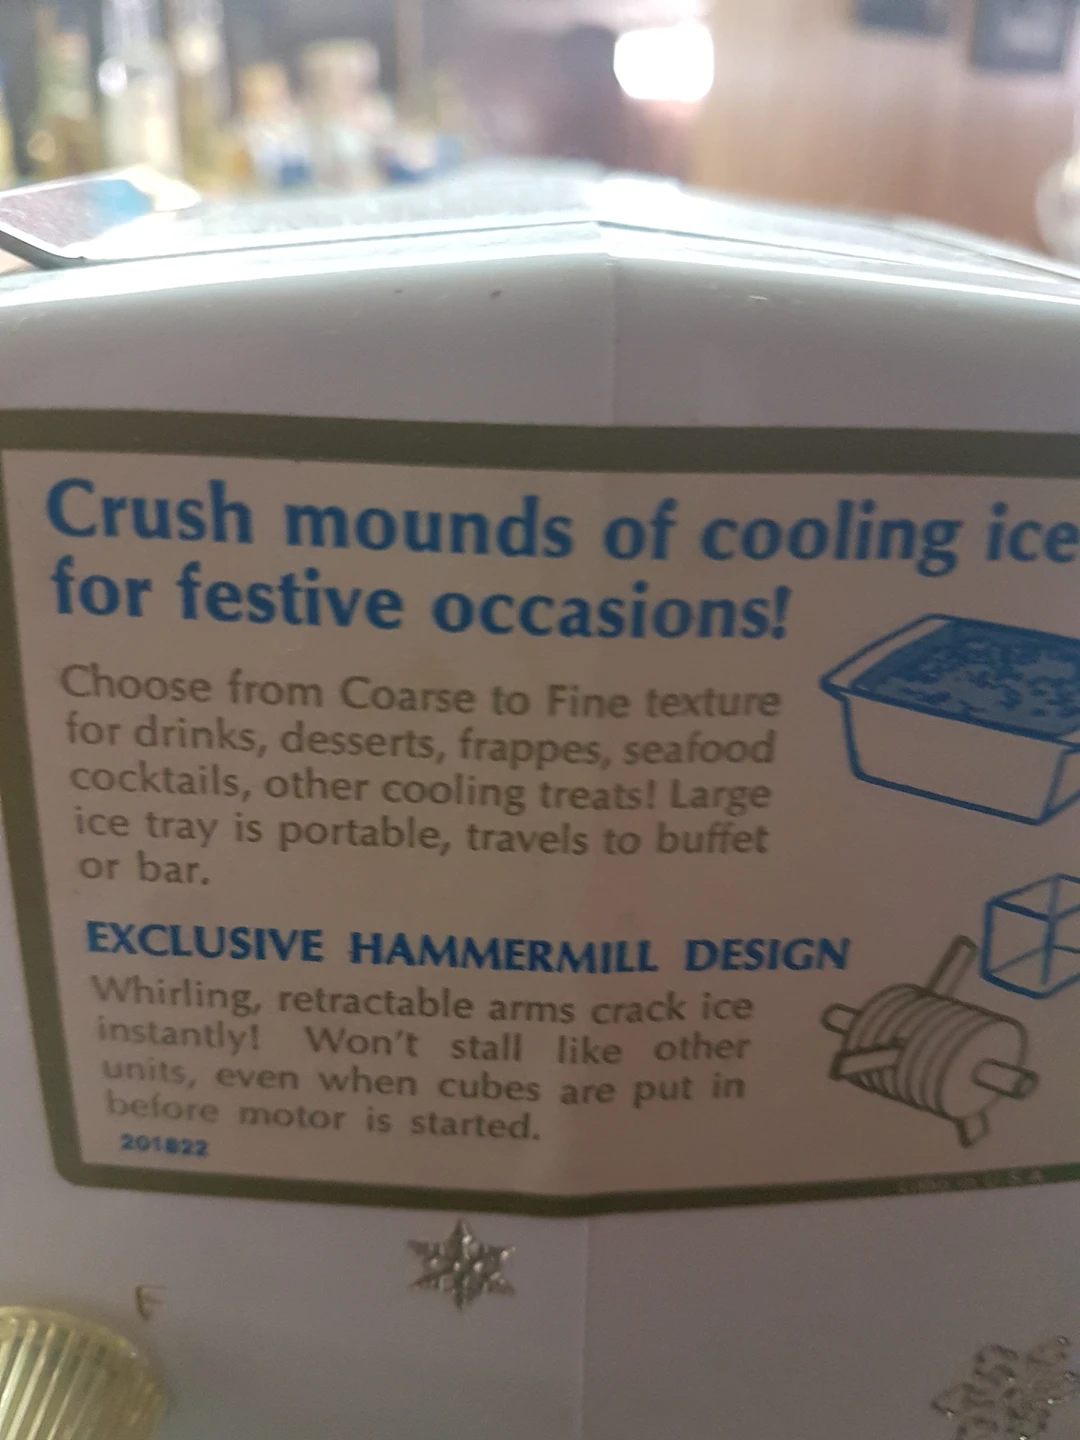 Crush mounds of cooling ice
for festive occasions!
Choose from Coarse to Fine texture
for drinks, desserts, frappes, seafood
cocktails, other cooling treats! Large
ice tray is portable, travels to buffet
or bar.
EXCLUSIVE HAMMERMILL DESIGN
Whirling, retractable arms crack ice
instantly! Won't stall like other
units, even when cubes are put in
before motor is started.
201822
U.S.A.
F